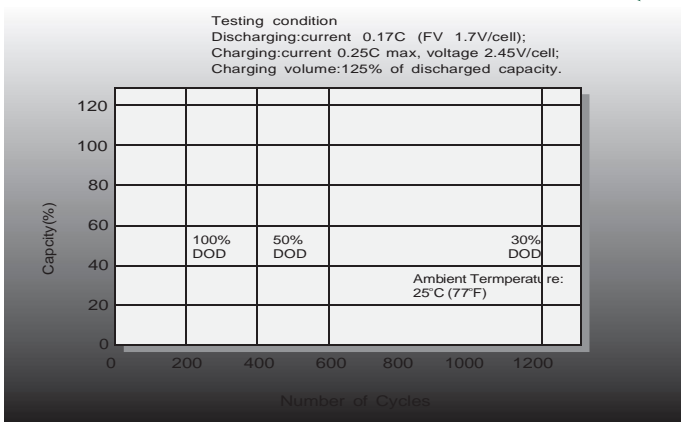 Testing condition
Discharging:current 0.17C (FV 1.7V/cell);
Charging:current 0.25C max, voltage 2.45V/cell;
Charging volume:125% of discharged capacity.
120
100
80
60
40
20
0
Capcity(%)
100% DOD
50% DOD
30% DOD
Ambient Termperature:
25°C (77°F)
0 200 400 600 800 1000 1200
Number of Cycles